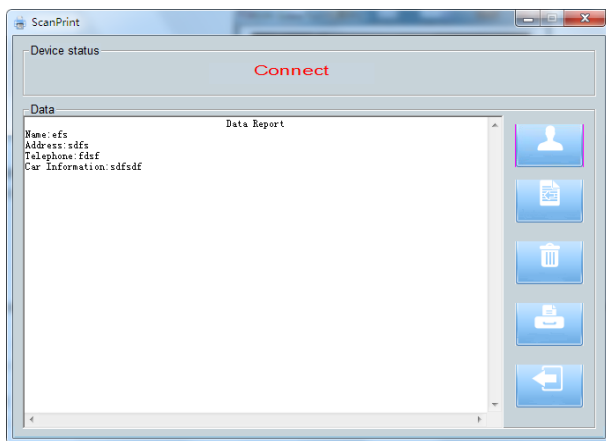 ScanPrint
Device status
Connect
Data
Data Report
Name:efs
Address:sdfs
Telephone:fdsf
Car Information:sdfsdf